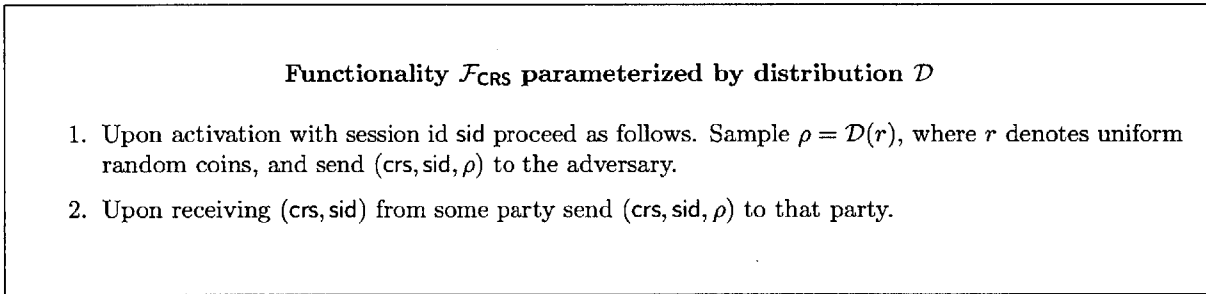 Functionality 𝓕CRS parameterized by distribution 𝒟
1. Upon activation with session id sid proceed as follows. Sample ρ = 𝒟(r), where r denotes uniform
random coins, and send (crs, sid, ρ) to the adversary.
2. Upon receiving (crs, sid) from some party send (crs, sid, ρ) to that party.